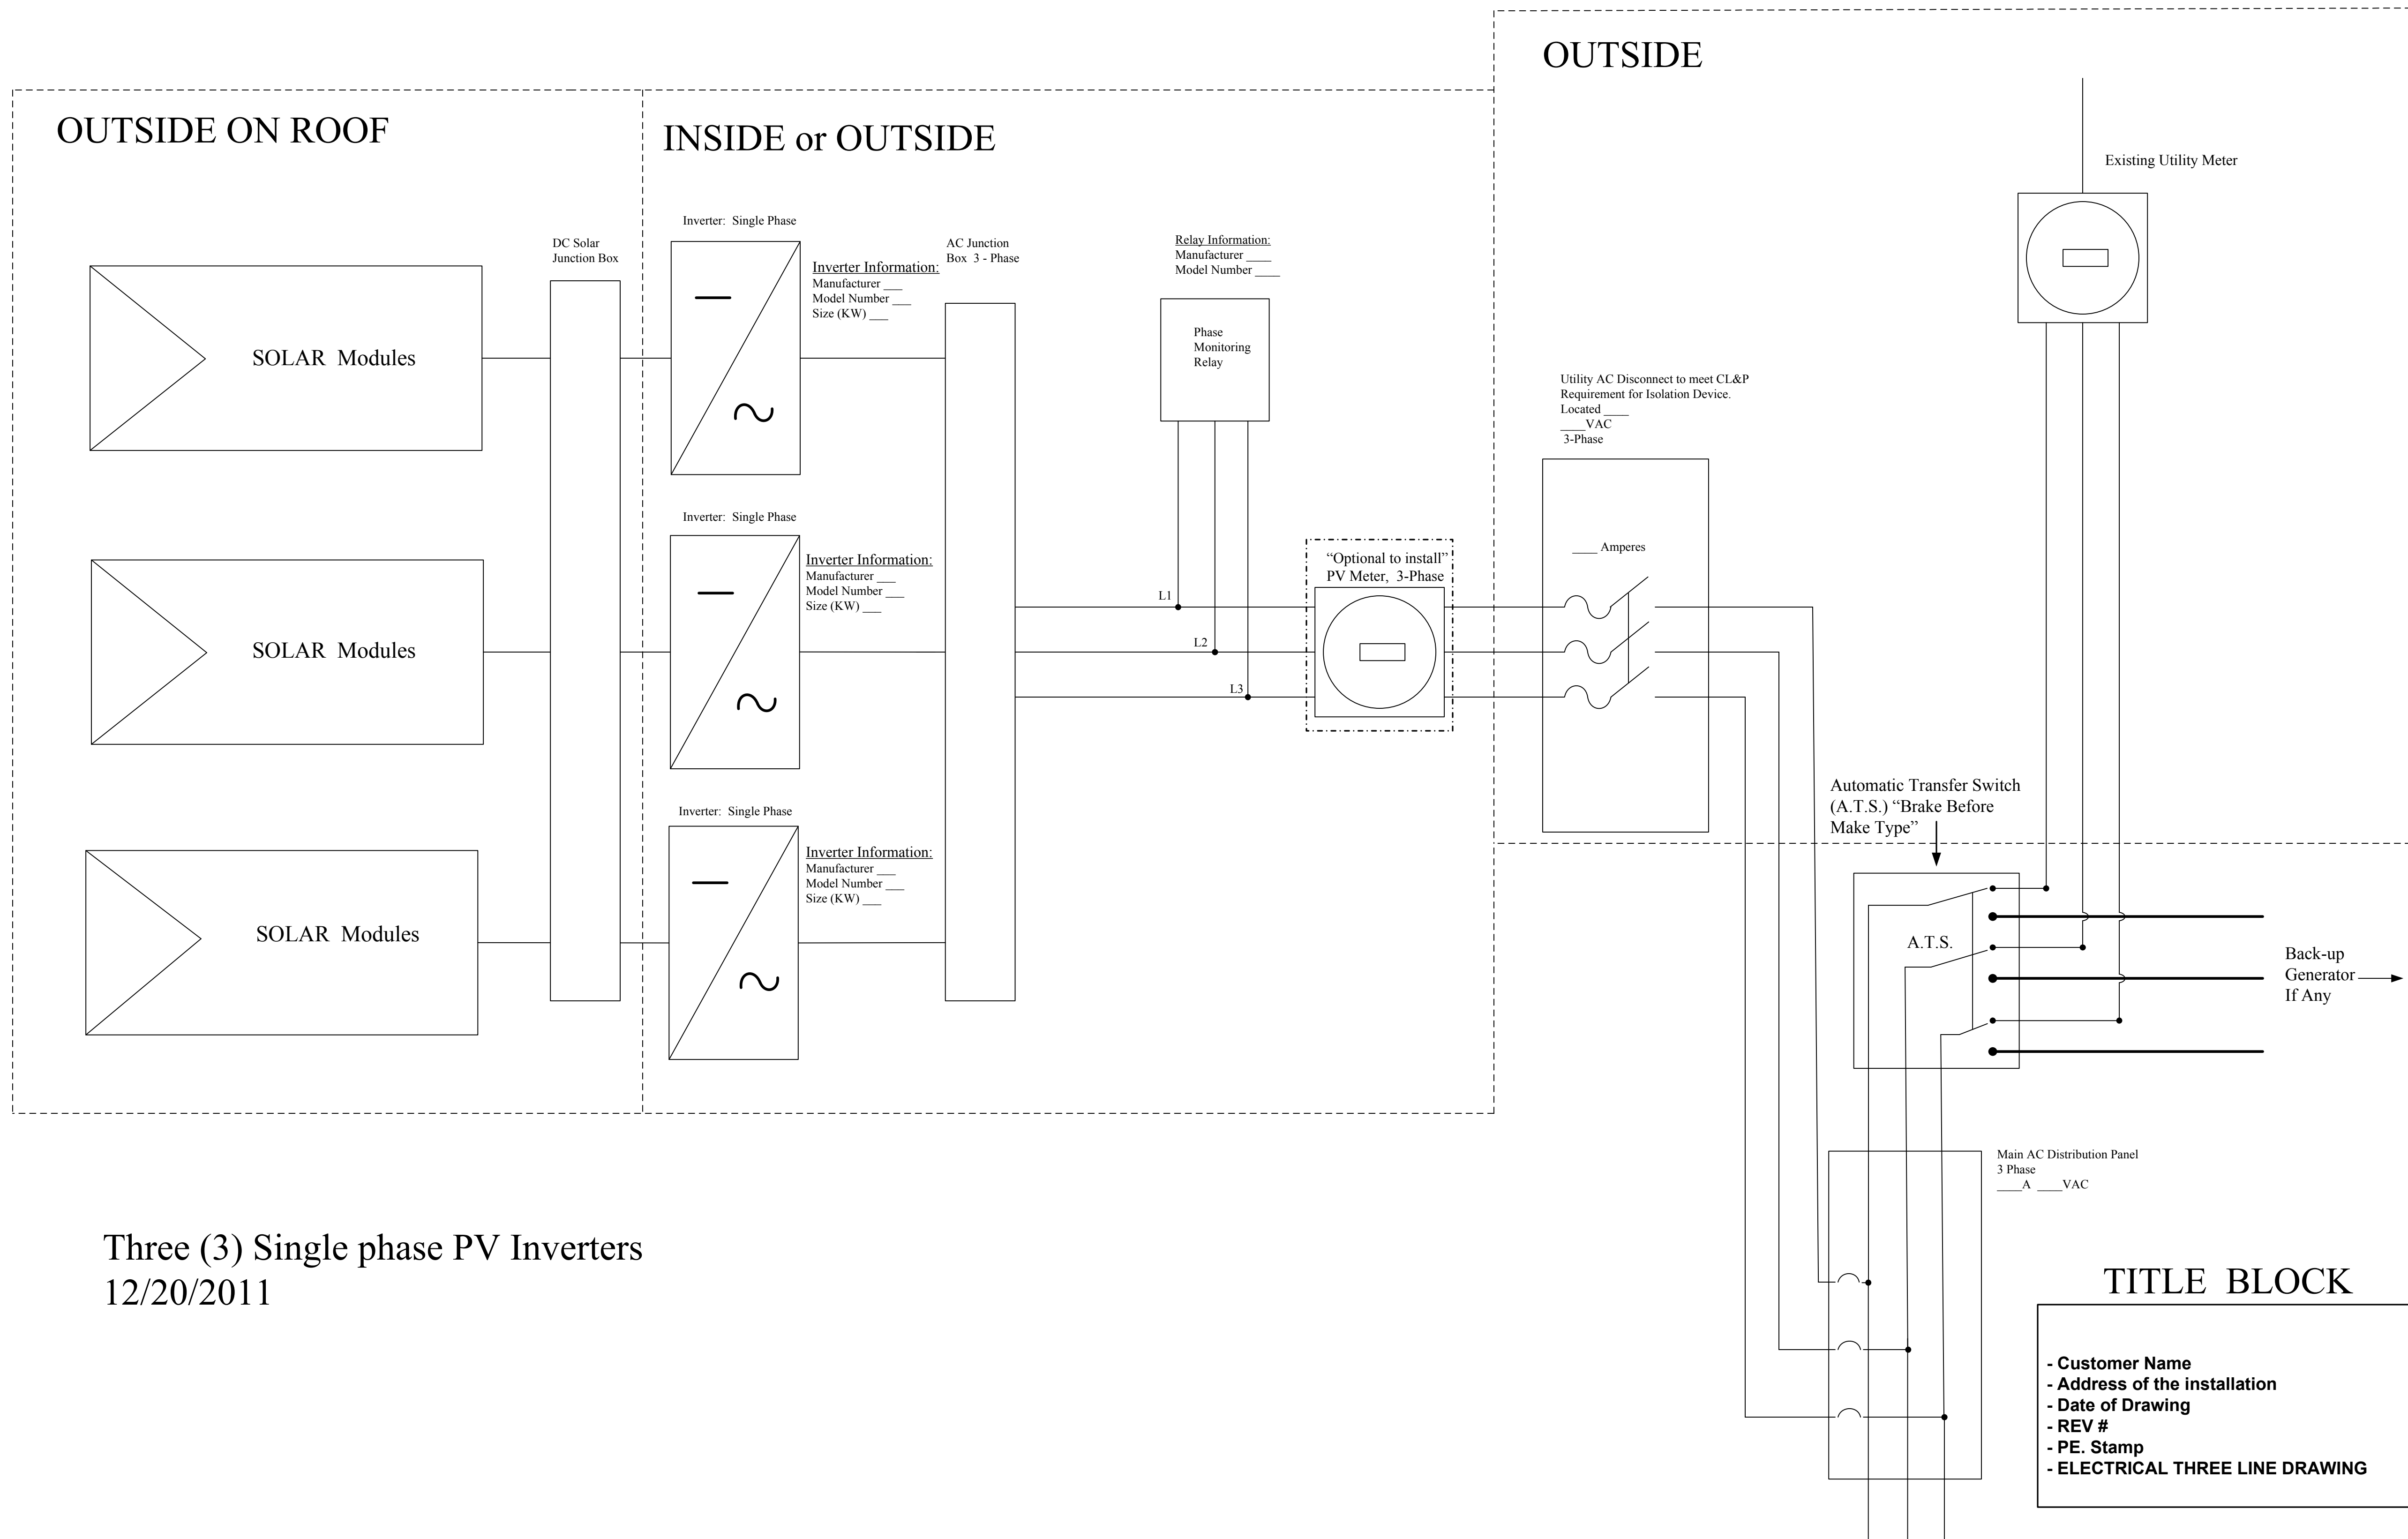 OUTSIDE
OUTSIDE ON ROOF
INSIDE or OUTSIDE
Existing Utility Meter
Inverter:  Single Phase
DC Solar
Junction Box
Inverter Information:
Manufacturer ___
Model Number ___
Size (KW) ___
AC Junction
Box  3 - Phase
Relay Information:
Manufacturer ____
Model Number ____
Phase
Monitoring
Relay
SOLAR  Modules
Utility AC Disconnect to meet CL&P
Requirement for Isolation Device.
Located ____
____VAC
3-Phase
Inverter:  Single Phase
Inverter Information:
Manufacturer ___
Model Number ___
Size (KW) ___
“Optional to install”
PV Meter,  3-Phase
____ Amperes
L1
L2
L3
SOLAR  Modules
Automatic Transfer Switch
(A.T.S.) “Brake Before
Make Type”
Inverter:  Single Phase
Inverter Information:
Manufacturer ___
Model Number ___
Size (KW) ___
SOLAR  Modules
A.T.S.
Back-up
Generator
If Any
Main AC Distribution Panel
3 Phase
____A  ____VAC
Three (3) Single phase PV Inverters
12/20/2011
TITLE  BLOCK
- Customer Name
- Address of the installation
- Date of Drawing
- REV #
- PE. Stamp
- ELECTRICAL THREE LINE DRAWING